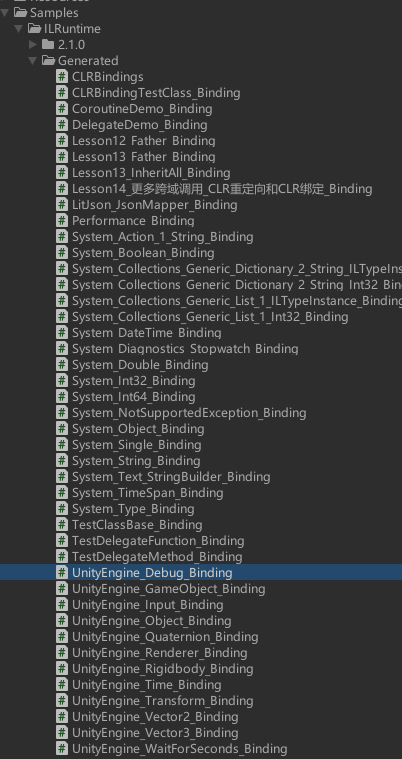 Samples
ILRuntime
2.1.0
Generated
CLRBindings
CLRBindingTestClass_Binding
CoroutineDemo_Binding
DelegateDemo_Binding
Lesson12_Father_Binding
Lesson13_Father_Binding
Lesson13_InheritAll_Binding
Lesson14_更多跨域调用_CLR重定向和CLR绑定_Binding
LitJson_JsonMapper_Binding
Performance_Binding
System_Action_1_String_Binding
System_Boolean_Binding
System_Collections_Generic_Dictionary_2_String_ILTypeIns
System_Collections_Generic_Dictionary_2_String_Int32_Bin
System_Collections_Generic_List_1_ILTypeInstance_Binding
System_Collections_Generic_List_1_Int32_Binding
System_DateTime_Binding
System_Diagnostics_Stopwatch_Binding
System_Double_Binding
System_Int32_Binding
System_Int64_Binding
System_NotSupportedException_Binding
System_Object_Binding
System_Single_Binding
System_String_Binding
System_Text_StringBuilder_Binding
System_TimeSpan_Binding
System_Type_Binding
TestClassBase_Binding
TestDelegateFunction_Binding
TestDelegateMethod_Binding
UnityEngine_Debug_Binding
UnityEngine_GameObject_Binding
UnityEngine_Input_Binding
UnityEngine_Object_Binding
UnityEngine_Quaternion_Binding
UnityEngine_Renderer_Binding
UnityEngine_Rigidbody_Binding
UnityEngine_Time_Binding
UnityEngine_Transform_Binding
UnityEngine_Vector2_Binding
UnityEngine_Vector3_Binding
UnityEngine_WaitForSeconds_Binding